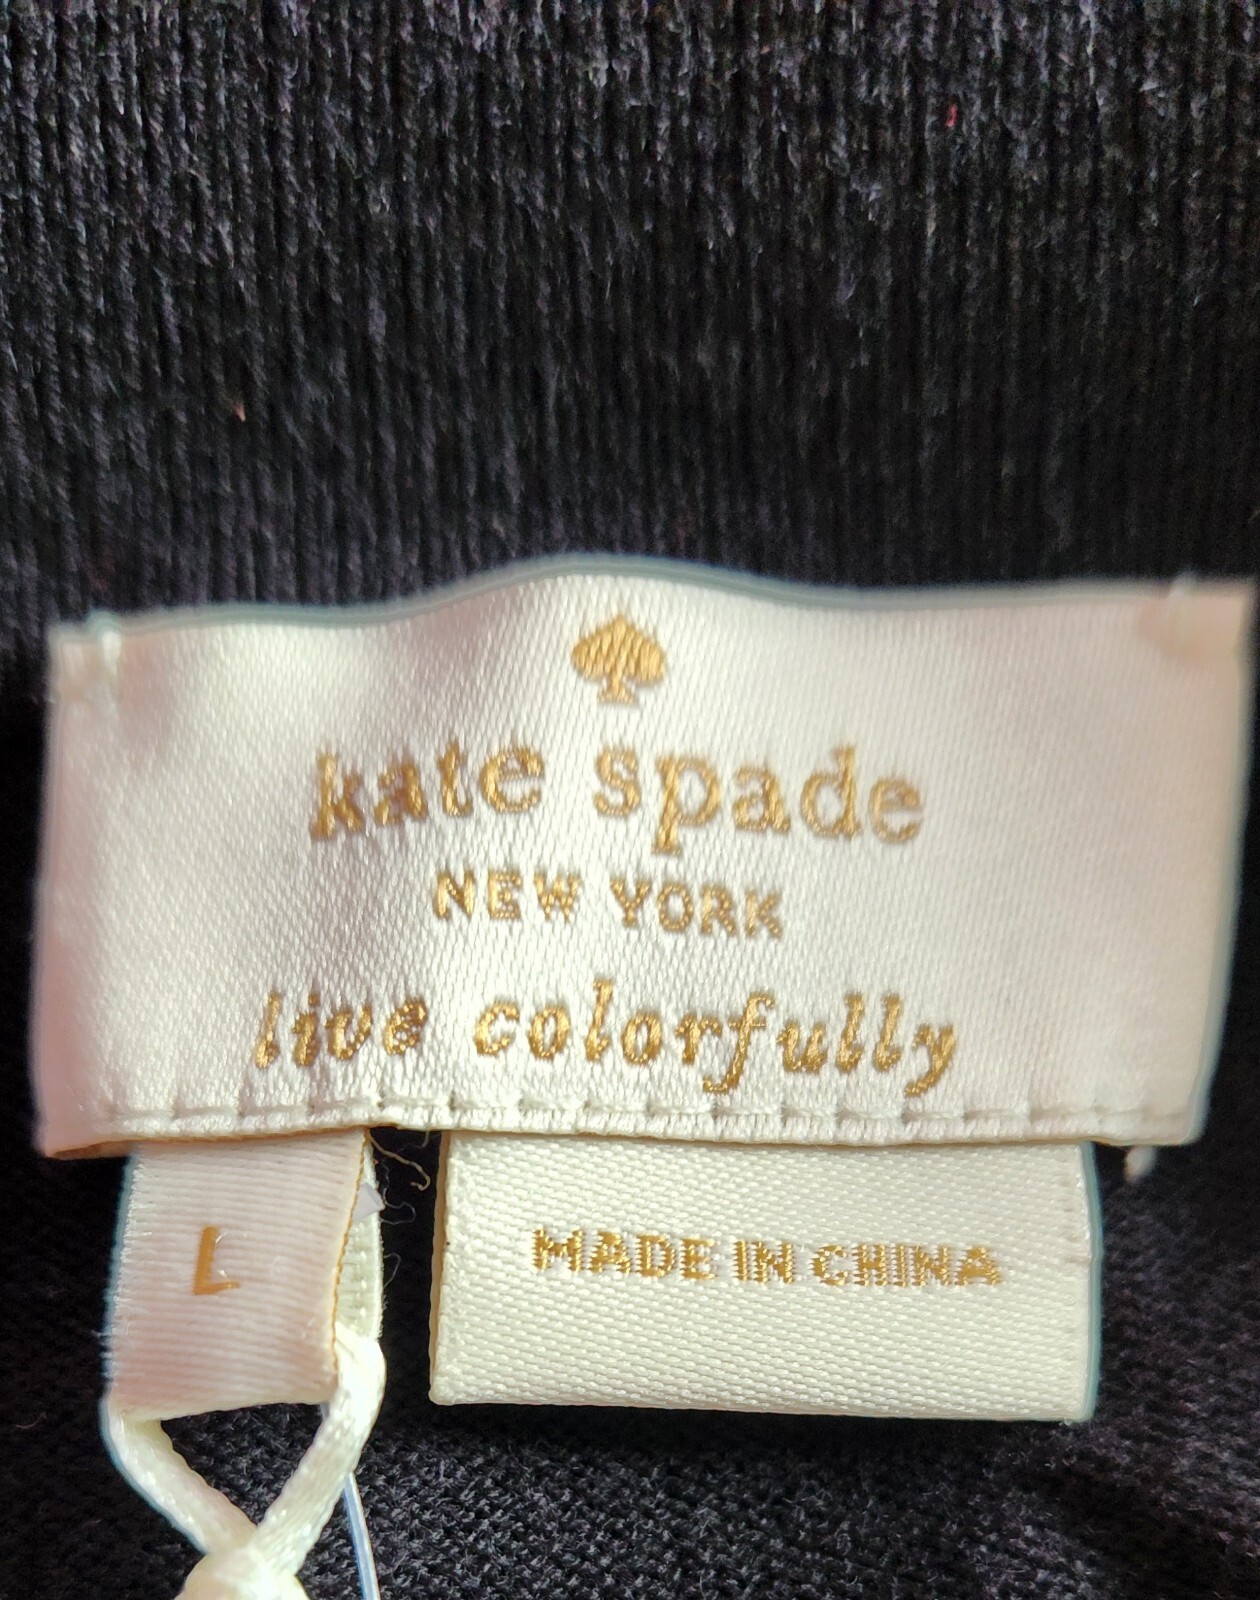 kate spade
NEW YORK
live colorfully
L
MADE IN CHINA